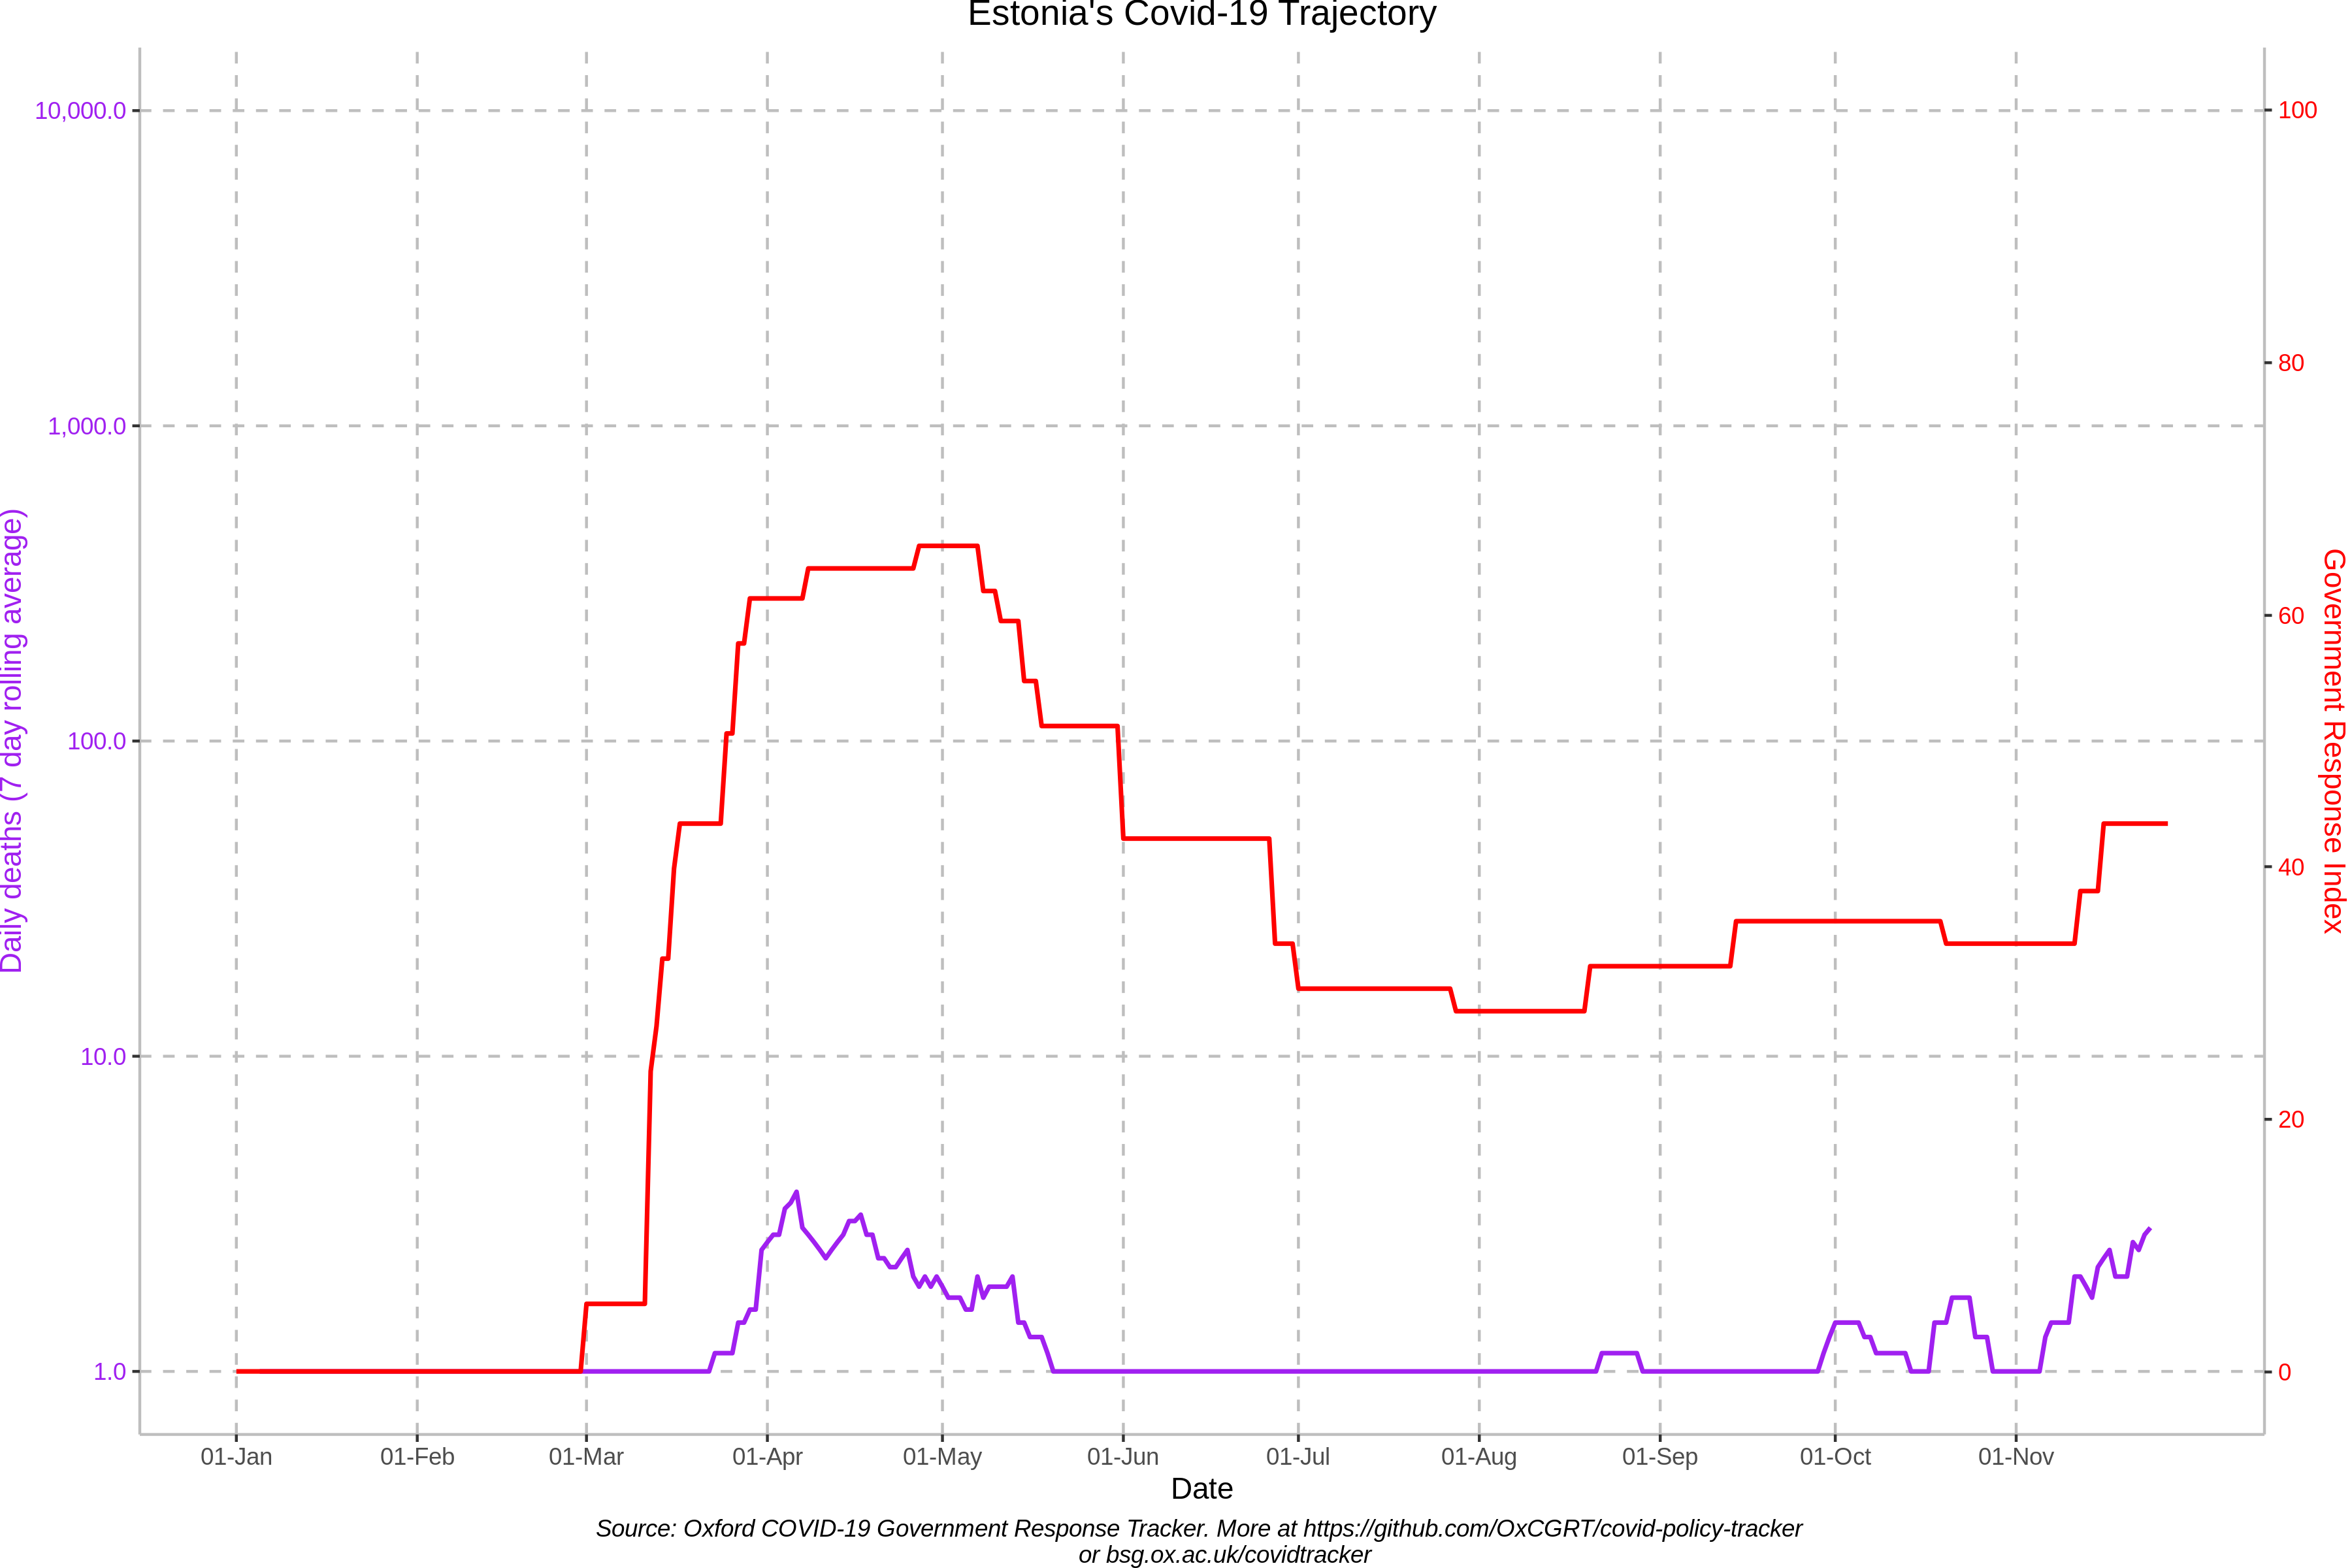 Estonia's Covid-19 Trajectory
10,000.0
1,000.0
100.0
10.0
1.0
Daily deaths (7 day rolling average)
100
80
60
40
20
0
Government Response Index
01-Jan 01-Feb 01-Mar 01-Apr 01-May 01-Jun 01-Jul 01-Aug 01-Sep 01-Oct 01-Nov
Date
Source: Oxford COVID-19 Government Response Tracker. More at https://github.com/OxCGRT/covid-policy-tracker
or bsg.ox.ac.uk/covidtracker